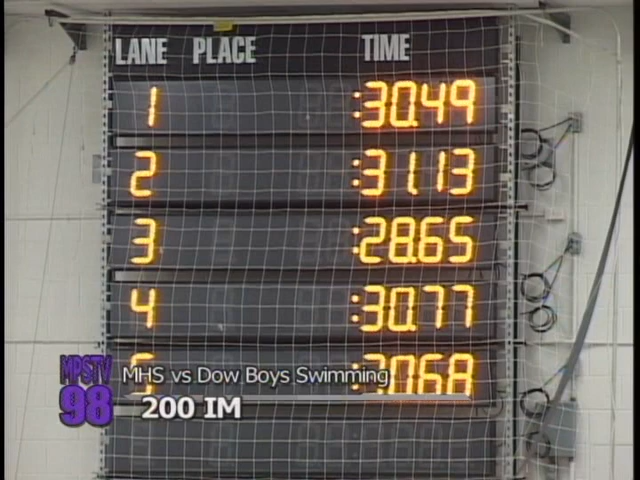 LANE PLACE TIME
1 :30.49
2 :31.13
3 :28.65
4 :30.77
5 :30.68
MPSTV
98
MHS vs Dow Boys Swimming
200 IM